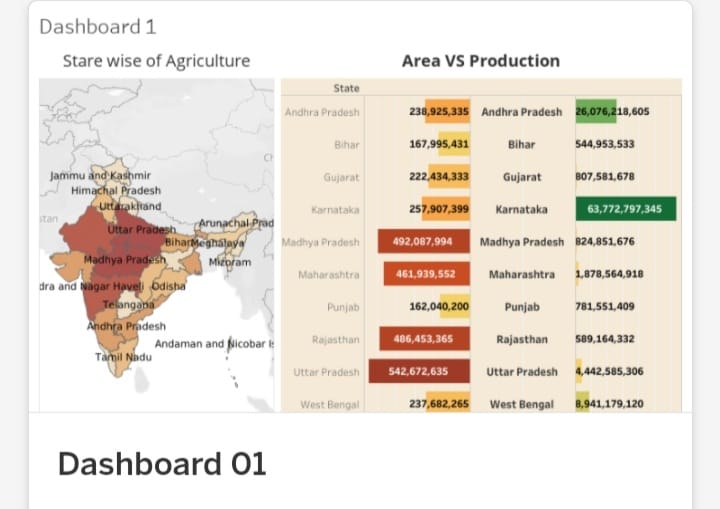 Dashboard 1
Stare wise of Agriculture
Jammu and Kashmir
Himachal Pradesh
Uttarakhand
stan
Uttar Pradesh
Arunachal Prad
Bihar
Meghalaya
Madhya Pradesh
Mizoram
dra and Nagar Haveli
Odisha
Telangana
Andhra Pradesh
Andaman and Nicobar Is
Tamil Nadu
Ch
Area VS Production
State
Andhra Pradesh 238,925,335 Andhra Pradesh 26,076,218,605
Bihar 167,995,431 Bihar 544,953,533
Gujarat 222,434,333 Gujarat 807,581,678
Karnataka 257,907,399 Karnataka 63,772,797,345
Madhya Pradesh 492,087,994 Madhya Pradesh 824,851,676
Maharashtra 461,939,552 Maharashtra 1,878,564,918
Punjab 162,040,200 Punjab 781,551,409
Rajasthan 486,453,365 Rajasthan 589,164,332
Uttar Pradesh 542,672,635 Uttar Pradesh 4,442,585,306
West Bengal 237,682,265 West Bengal 8,941,179,120
Dashboard 01